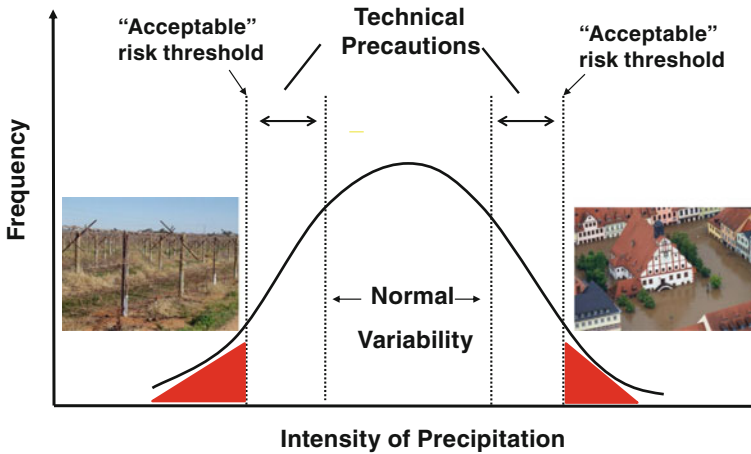 “Acceptable”
risk threshold
Technical
Precautions
“Acceptable”
risk threshold
Frequency
Normal
Variability
Intensity of Precipitation